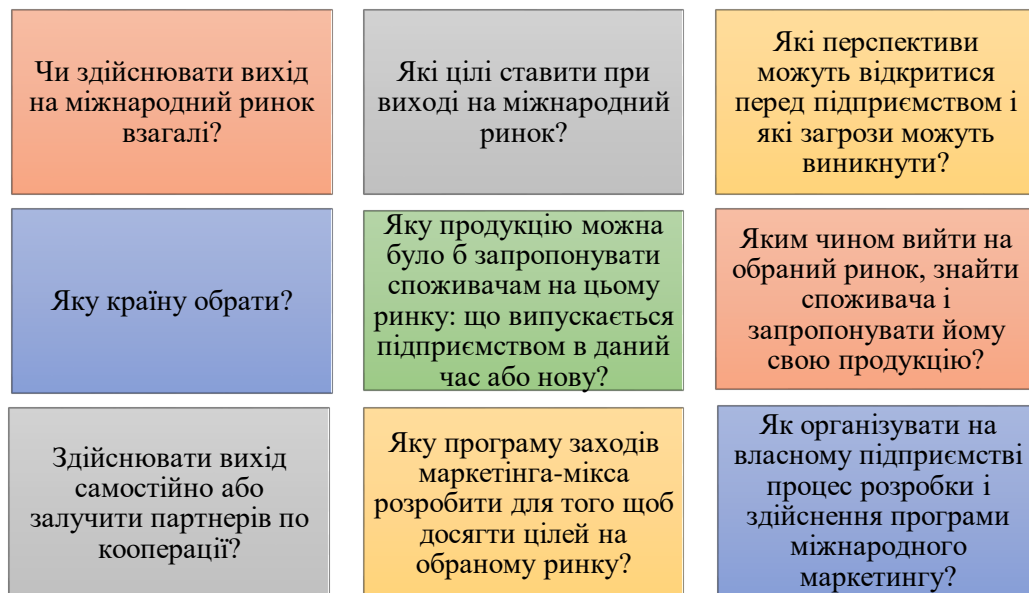 Чи здійснювати вихід
на міжнародний ринок
взагалі?
Які цілі ставити при
виході на міжнародний
ринок?
Які перспективи
можуть відкритися
перед підприємством і
які загрози можуть
виникнути?
Яку країну обрати?
Яку продукцію можна
було б запропонувати
споживачам на цьому
ринку: що випускається
підприємством в даний
час або нову?
Яким чином вийти на
обраний ринок, знайти
споживача і
запропонувати йому
свою продукцію?
Здійснювати вихід
самостійно або
залучити партнерів по
кооперації?
Яку програму заходів
маркетінга-мікса
розробити для того щоб
досягти цілей на
обраному ринку?
Як організувати на
власному підприємстві
процес розробки і
здійснення програми
міжнародного
маркетингу?